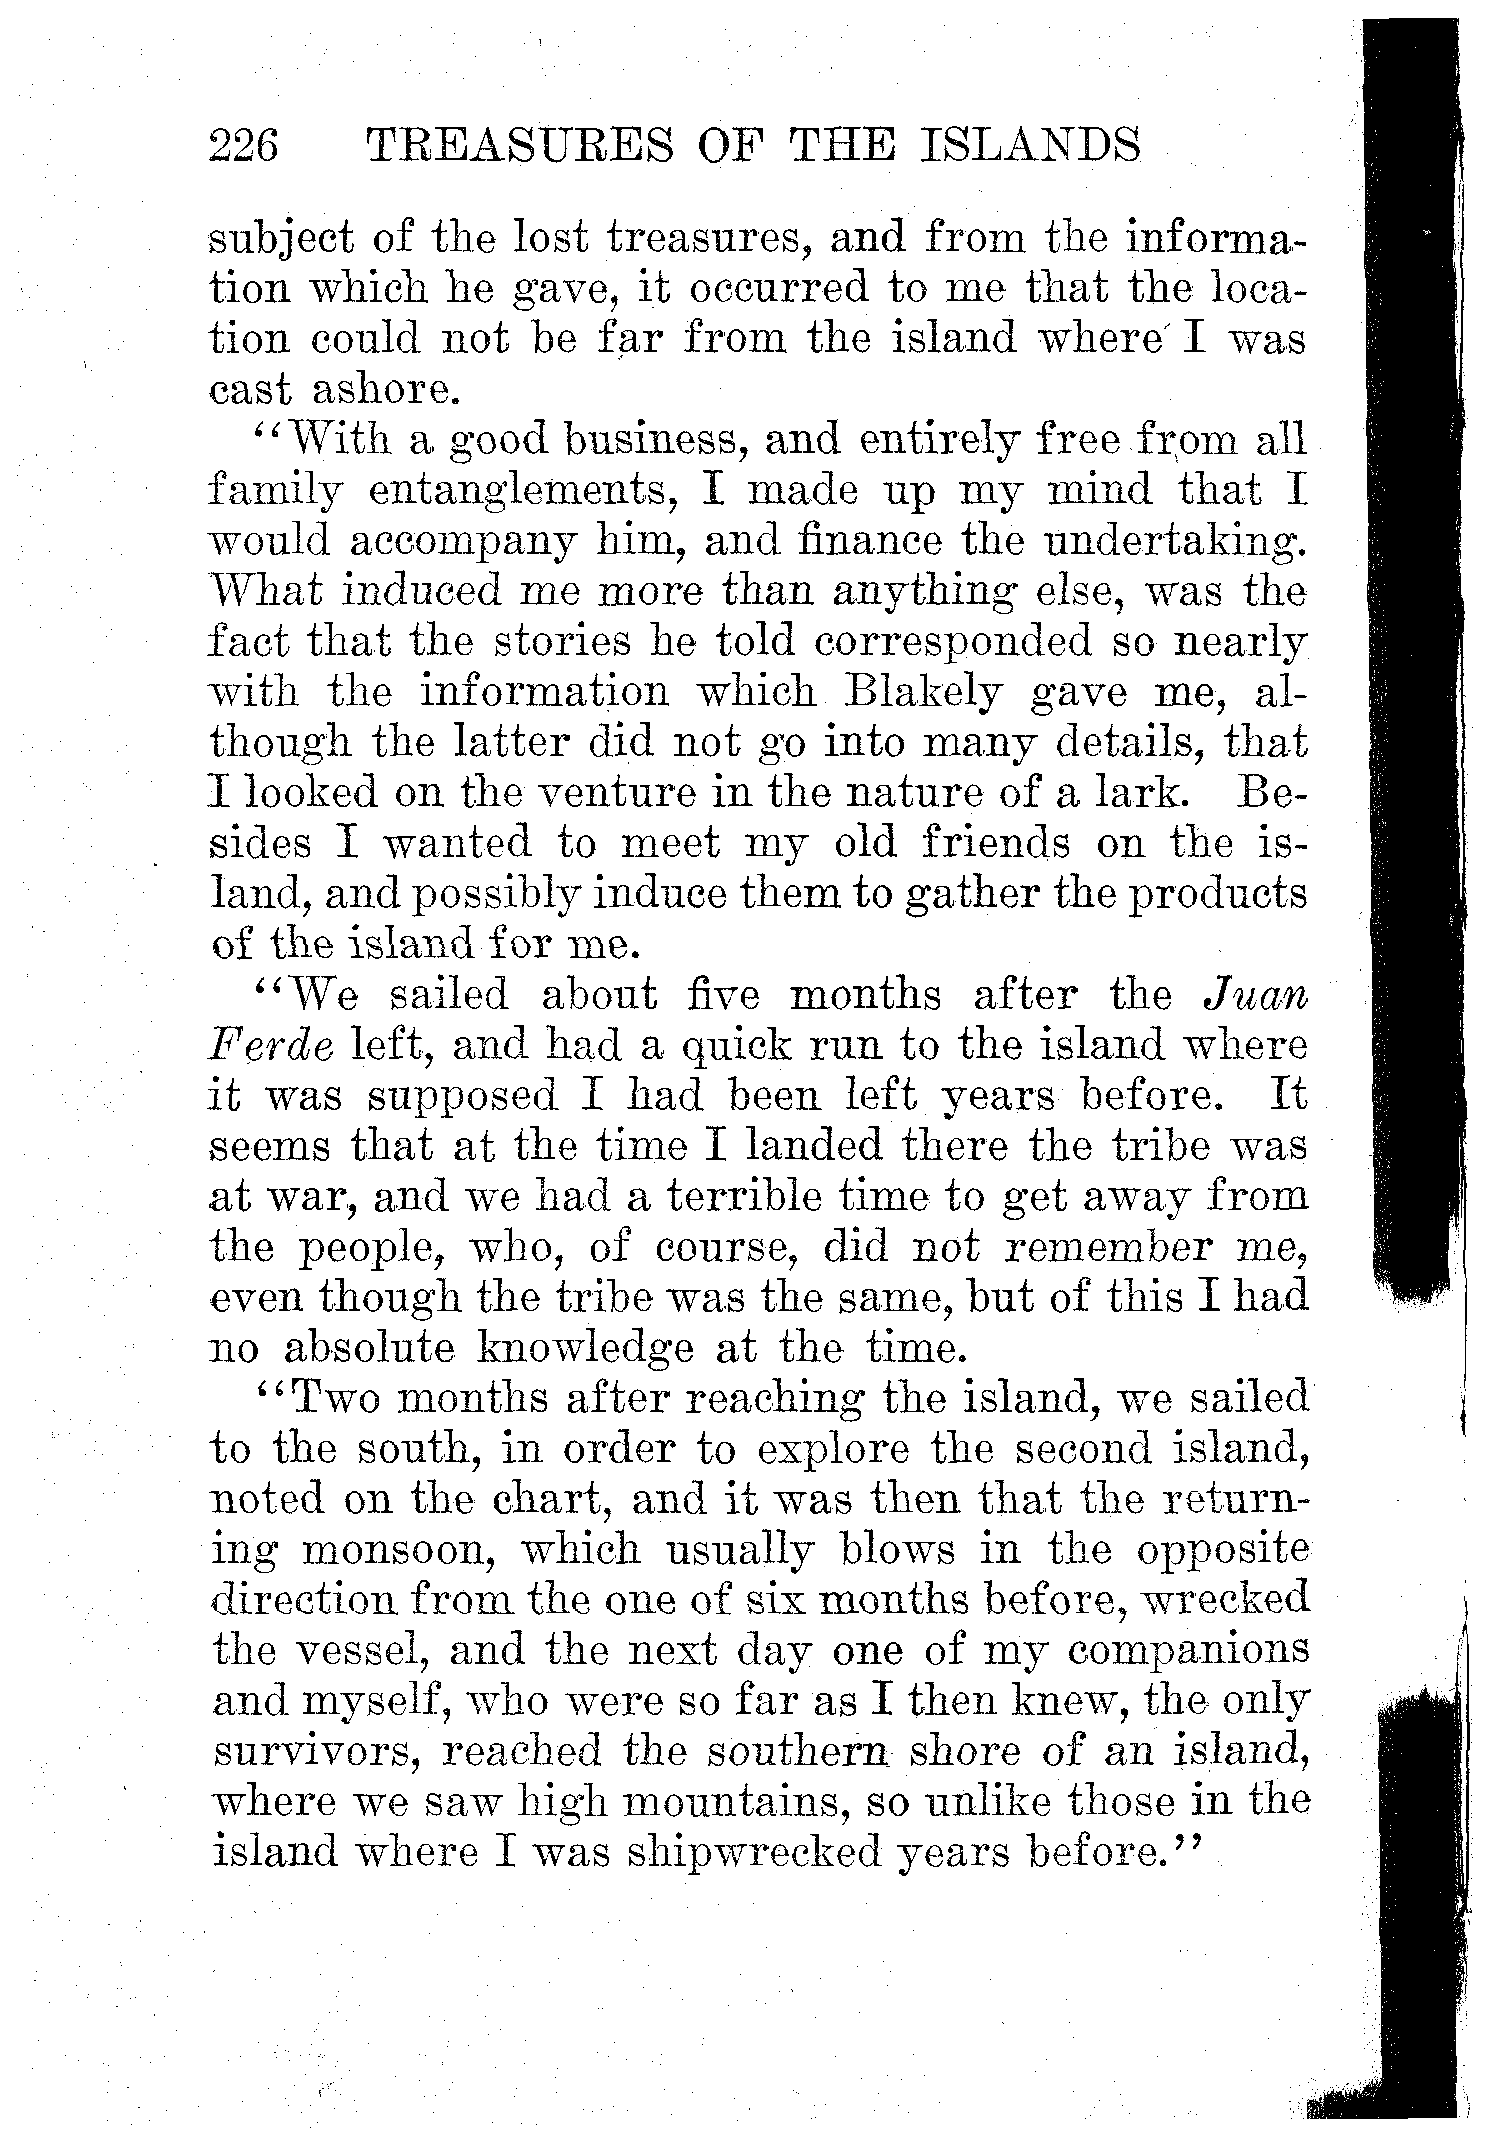 226 TREASURES OF THE ISLANDS
subject of the lost treasures, and from the informa-
tion which he gave, it occurred to me that the loca-
tion could not be far from the island where I was
cast ashore.
"With a good business, and entirely free from all
family entanglements, I made up my mind that I
would accompany him, and finance the undertaking.
What induced me more than anything else, was the
fact that the stories he told corresponded so nearly
with the information which Blakely gave me, al-
though the latter did not go into many details, that
I looked on the venture in the nature of a lark. Be-
sides I wanted to meet my old friends on the is-
land, and possibly induce them to gather the products
of the island for me.
"We sailed about five months after the Juan
Ferde left, and had a quick run to the island where
it was supposed I had been left years before. It
seems that at the time I landed there the tribe was
at war, and we had a terrible time to get away from
the people, who, of course, did not remember me,
even though the tribe was the same, but of this I had
no absolute knowledge at the time.
"Two months after reaching the island, we sailed
to the south, in order to explore the second island,
noted on the chart, and it was then that the return-
ing monsoon, which usually blows in the opposite
direction from the one of six months before, wrecked
the vessel, and the next day one of my companions
and myself, who were so far as I then knew, the only
survivors, reached the southern shore of an island,
where we saw high mountains, so unlike those in the
island where I was shipwrecked years before."